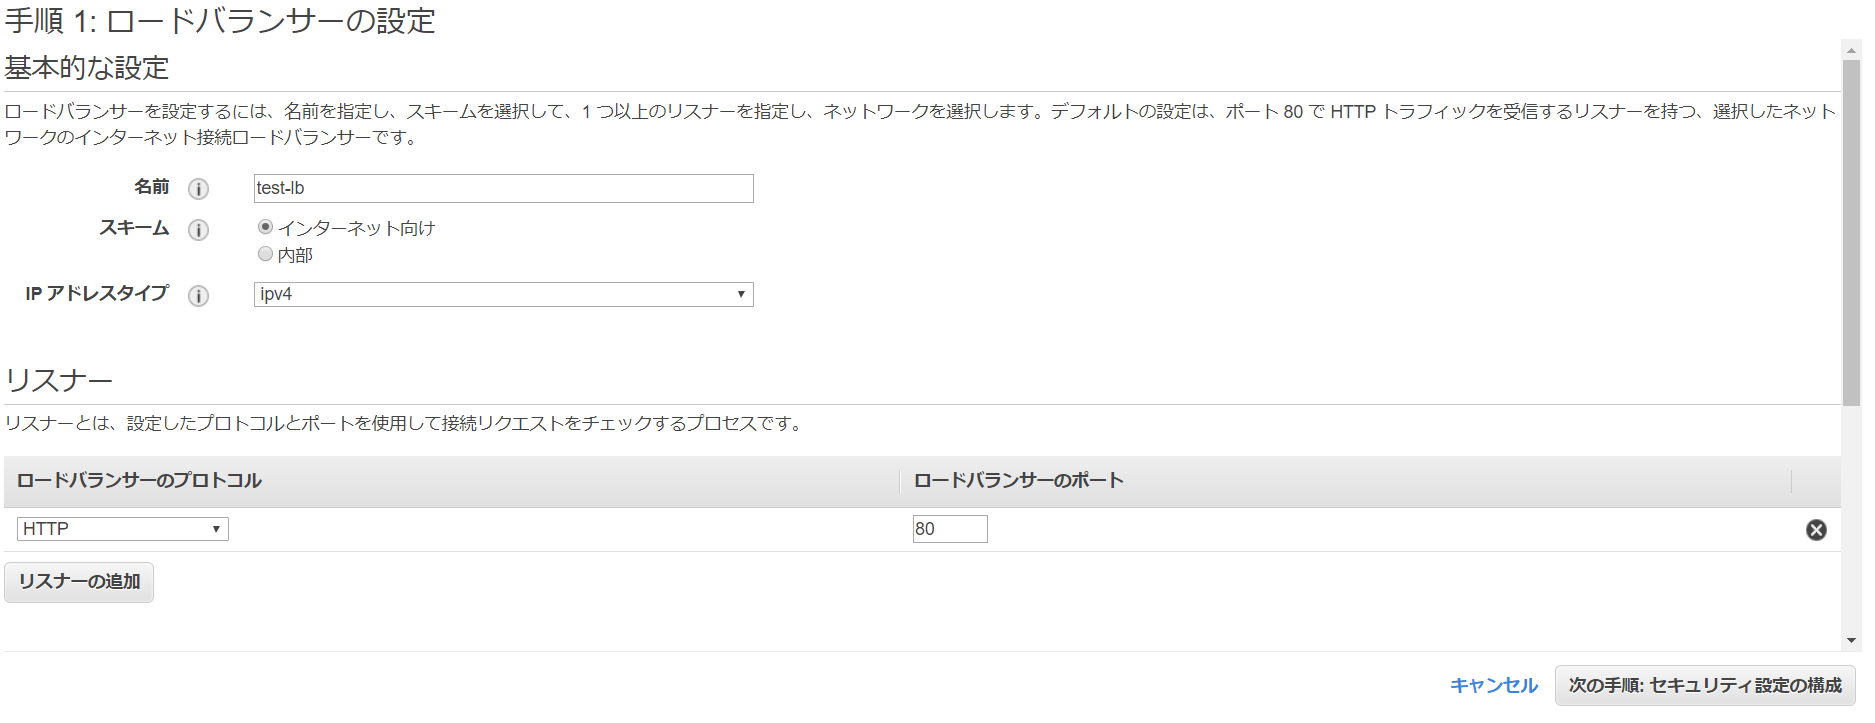 手順 1: ロードバランサーの設定
基本的な設定
ロードバランサーを設定するには、名前を指定し、スキームを選択して、1 つ以上のリスナーを指定し、ネットワークを選択します。デフォルトの設定は、ポート 80 で HTTP トラフィックを受信するリスナーを持つ、選択したネット
ワークのインターネット接続ロードバランサーです。
名前 i test-lb
スキーム i インターネット向け
内部
IP アドレスタイプ i ipv4
リスナー
リスナーとは、設定したプロトコルとポートを使用して接続リクエストをチェックするプロセスです。
ロードバランサーのプロトコル ロードバランサーのポート
HTTP 80
リスナーの追加
キャンセル 次の手順: セキュリティ設定の構成